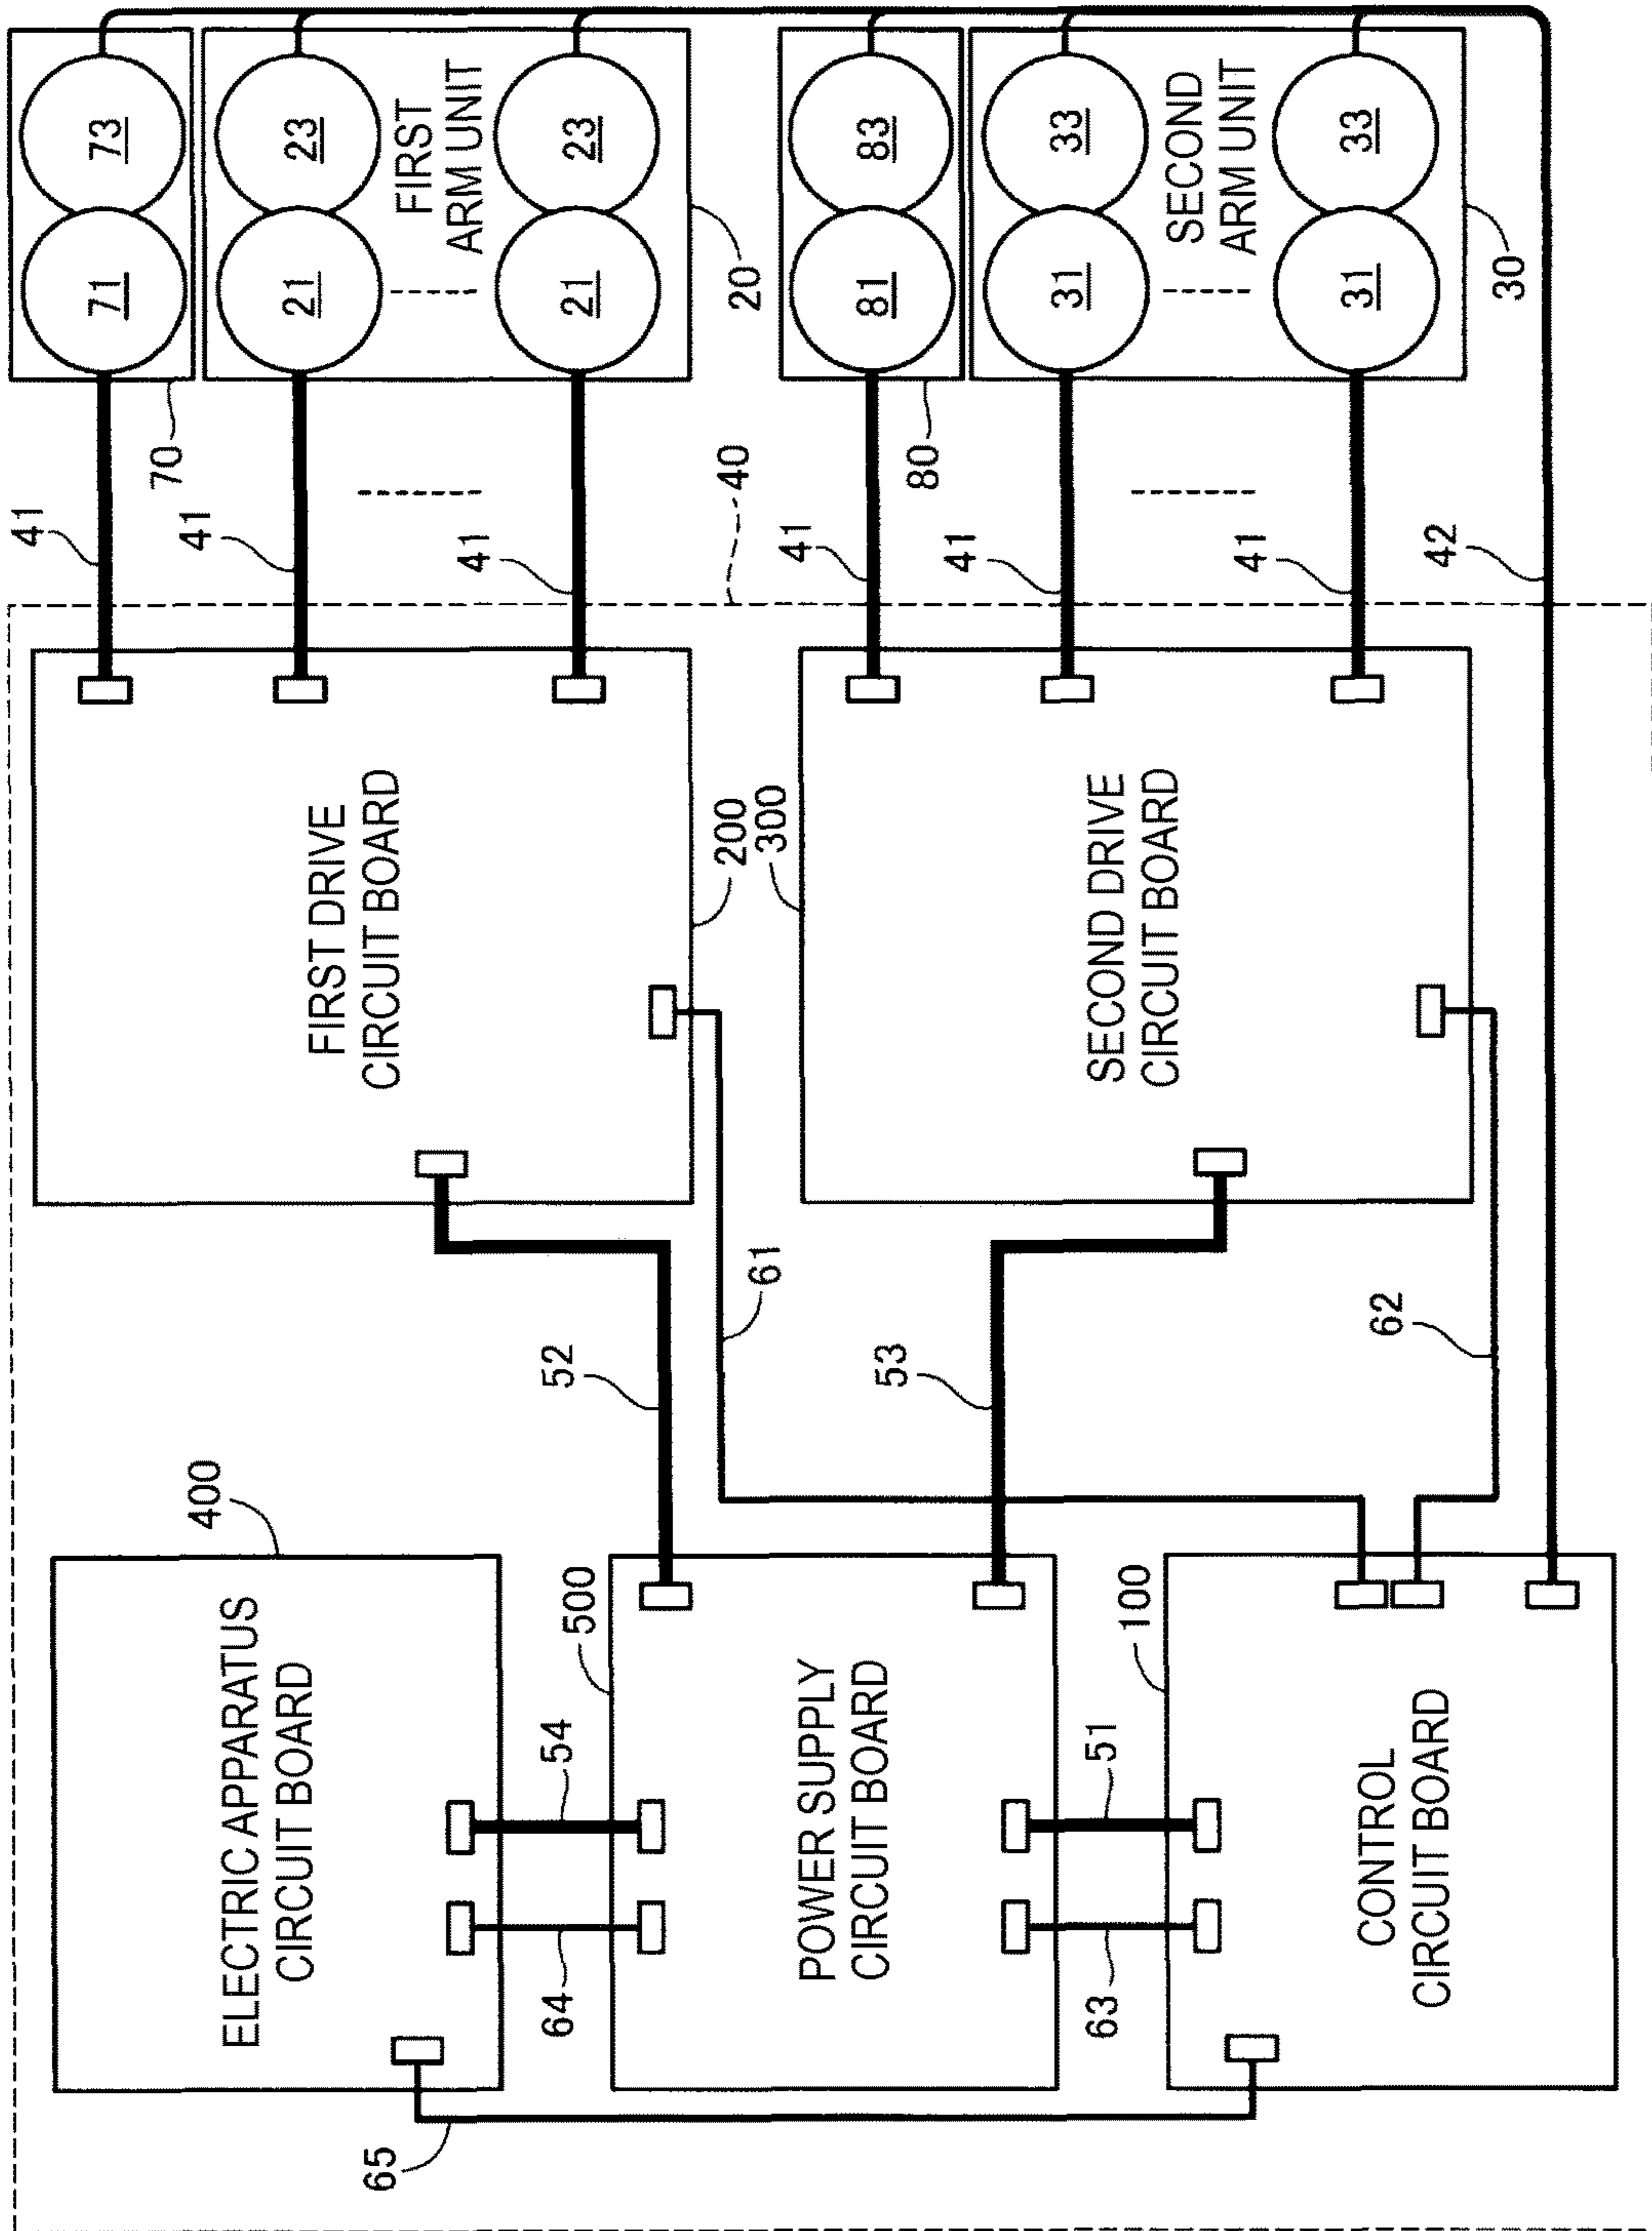 400
ELECTRIC APPARATUS
CIRCUIT BOARD
65
64
54
500
POWER SUPPLY
CIRCUIT BOARD
63
51
100
CONTROL
CIRCUIT BOARD
52
61
53
62
FIRST DRIVE
CIRCUIT BOARD
200
300
SECOND DRIVE
CIRCUIT BOARD
40
41
41
41
41
41
41
42
70
71
73
21
23
FIRST
ARM UNIT
21
23
20
80
81
83
31
33
SECOND
ARM UNIT
31
33
30